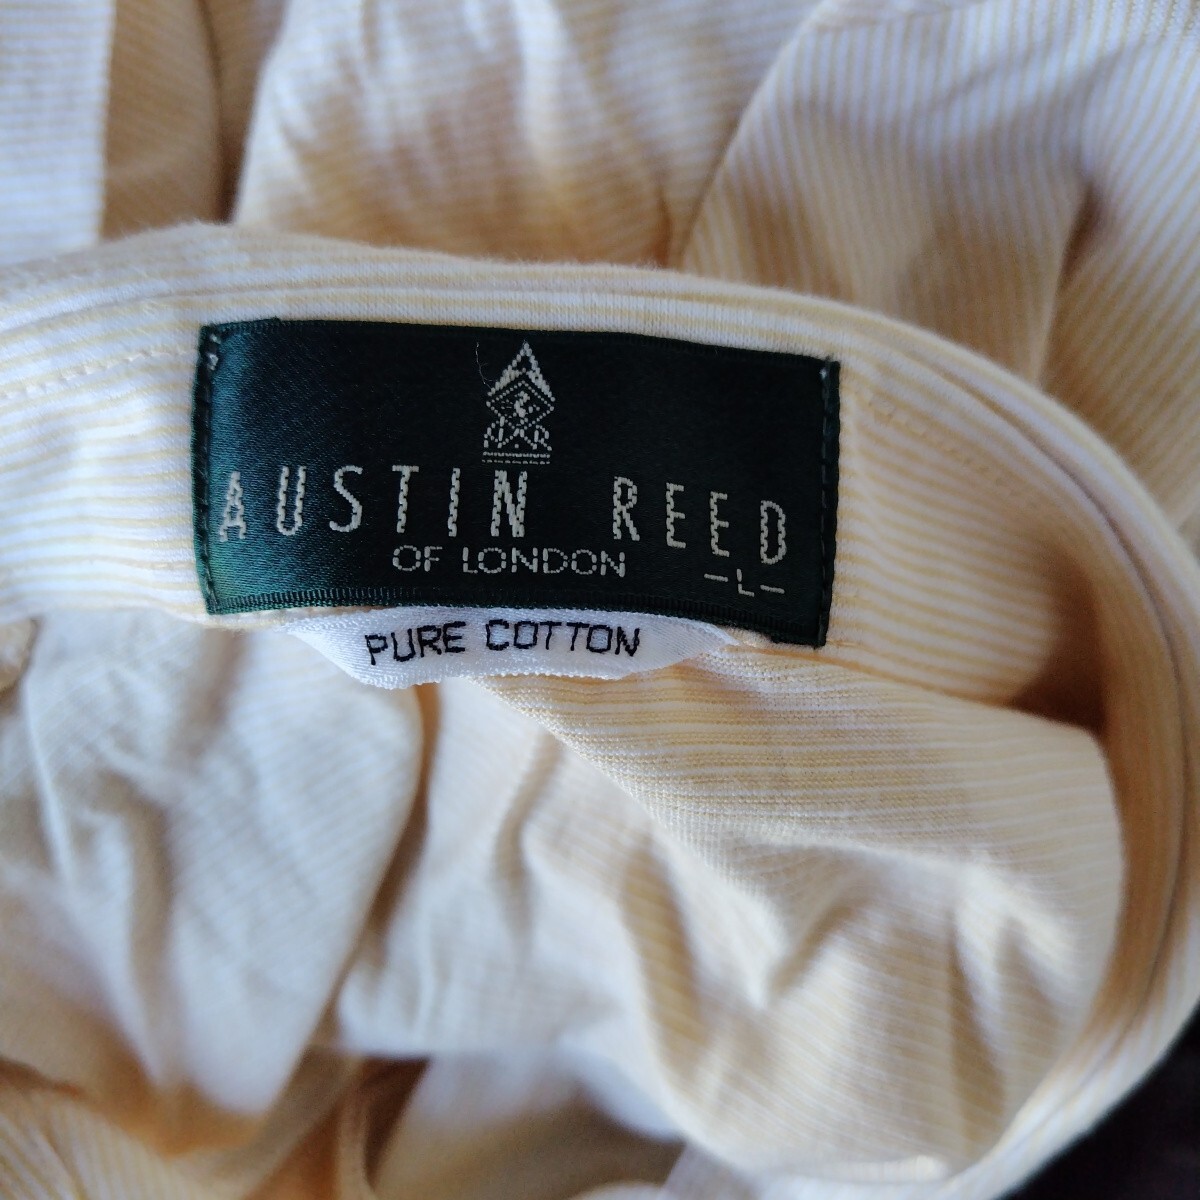 AUSTIN REED
OF LONDON
-L-
PURE COTTON